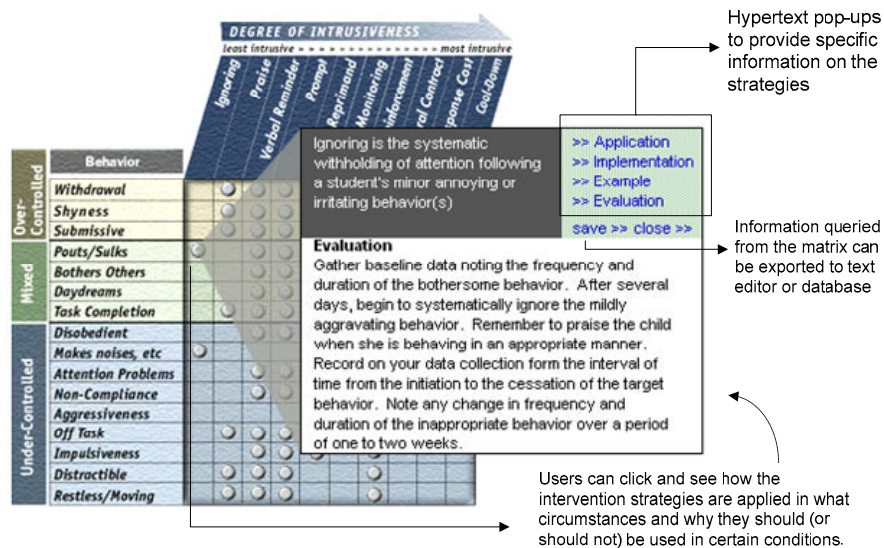 DEGREE OF INTRUSIVENESS
least intrusive » » » » » » » » » » » » » most intrusive
Ignoring
Praise
Verbal Reminder
Prompt
Reprimand
Monitoring
Cool-Down
Behavior
Over-
Controlled
Withdrawal
Shyness
Submissive
Mixed
Pouts/Sulks
Bothers Others
Daydreams
Task Completion
Under-Controlled
Disobedient
Makes noises, etc
Attention Problems
Non-Compliance
Aggressiveness
Off Task
Impulsiveness
Distractible
Restless/Moving
Ignoring is the systematic
withholding of attention following
a student's minor annoying or
irritating behavior(s)
>> Application
>> Implementation
>> Example
>> Evaluation
save >> close >>
Evaluation
Gather baseline data noting the frequency and
duration of the bothersome behavior. After several
days, begin to systematically ignore the mildly
aggravating behavior. Remember to praise the child
when she is behaving in an appropriate manner.
Record on your data collection form the interval of
time from the initiation to the cessation of the target
behavior. Note any change in frequency and
duration of the inappropriate behavior over a period
of one to two weeks.
Hypertext pop-ups
to provide specific
information on the
strategies
Information queried
from the matrix can
be exported to text
editor or database
Users can click and see how the
intervention strategies are applied in what
circumstances and why they should (or
should not) be used in certain conditions.